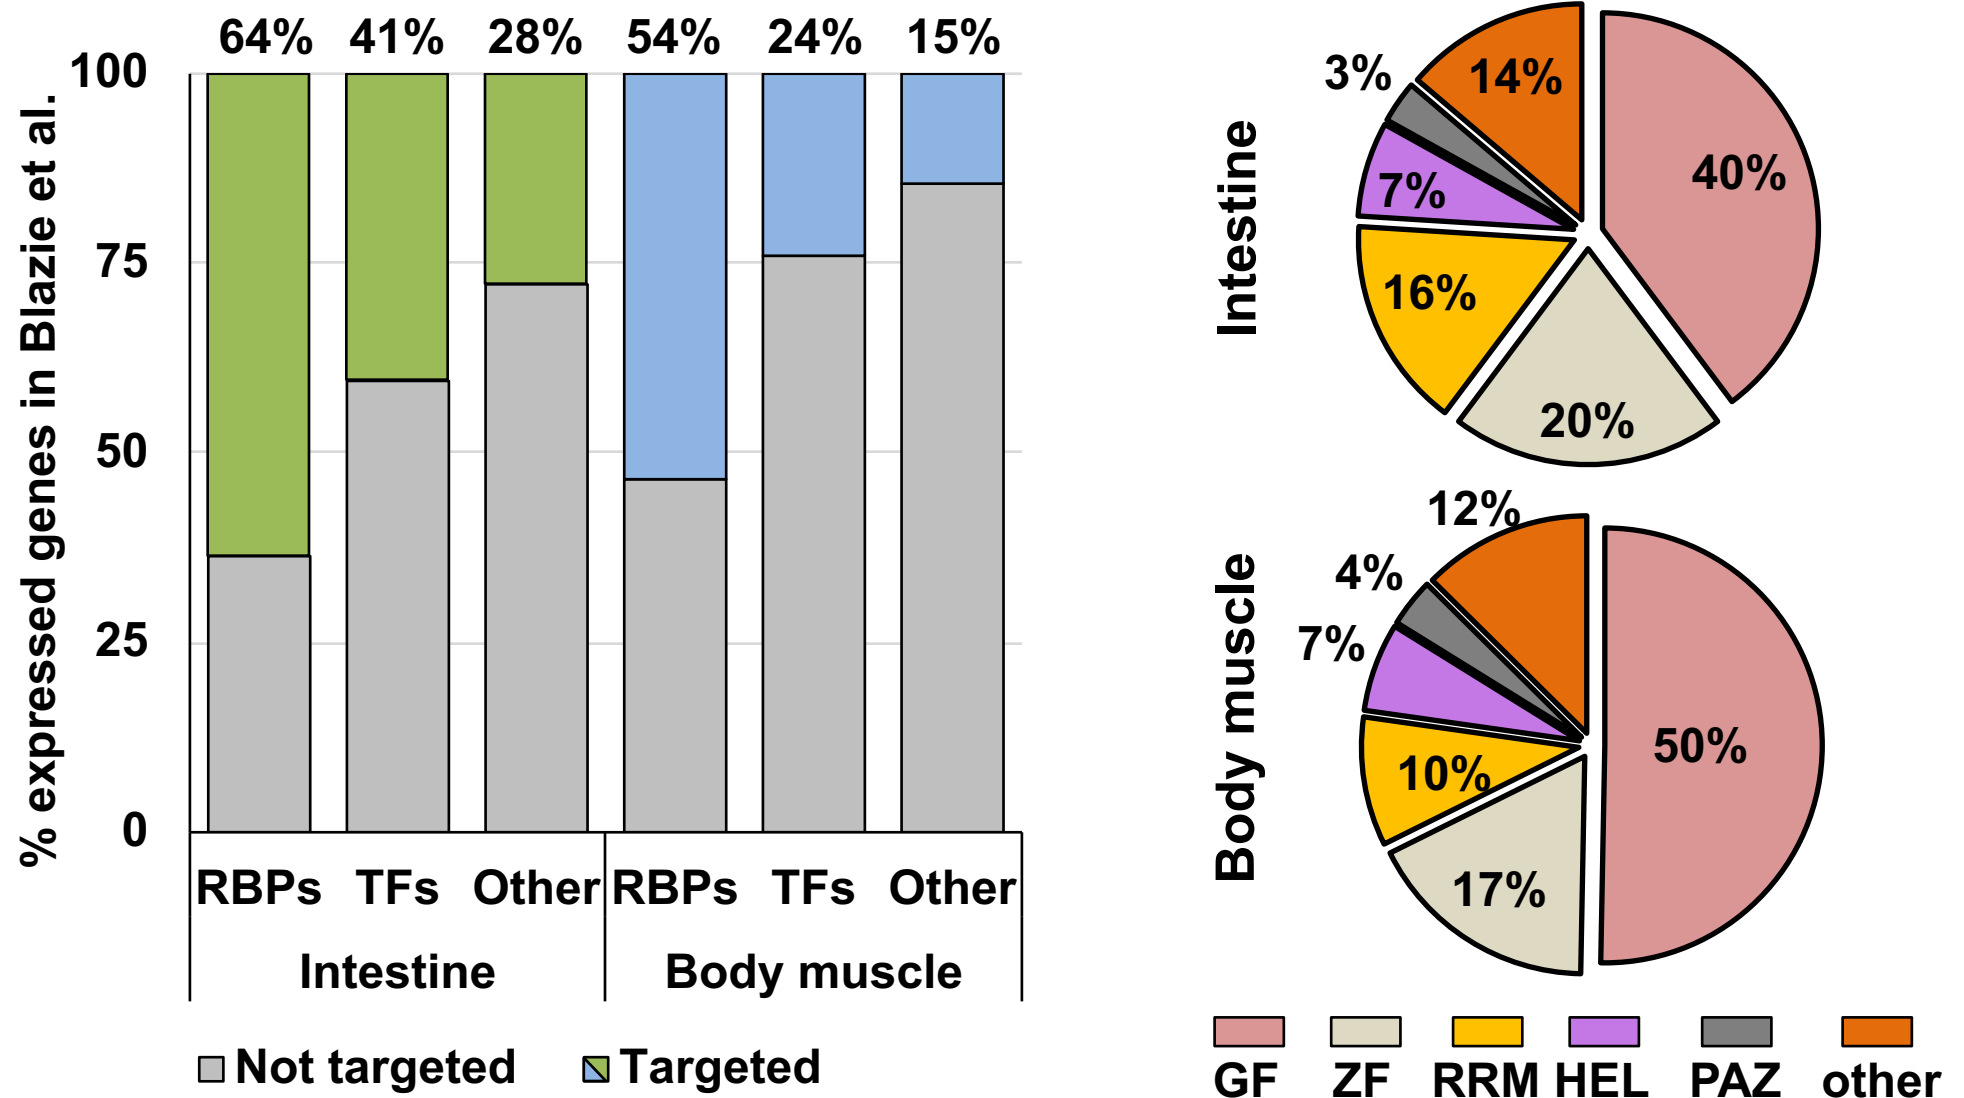 64% 41% 28% 54% 24% 15%
100
75
50
25
0
% expressed genes in Blazie et al.
RBPs TFs Other RBPs TFs Other
Intestine Body muscle
Not targeted Targeted
Intestine
3%
14%
40%
7%
16%
20%
Body muscle
12%
4%
7%
50%
10%
17%
GF ZF RRM HEL PAZ other